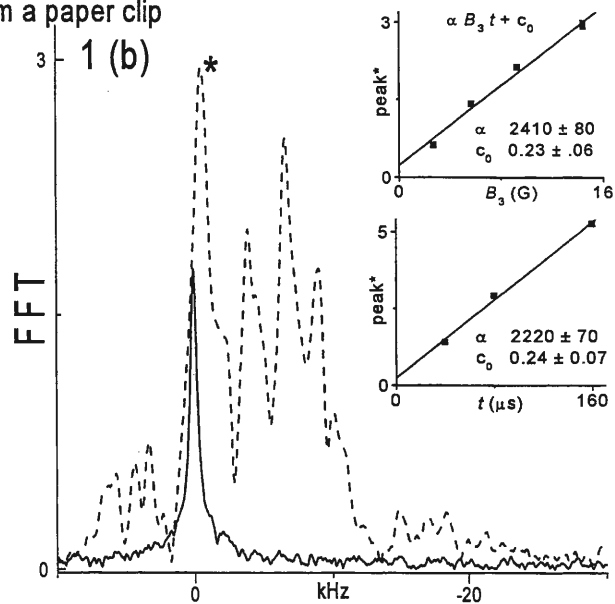 m a paper clip
1 (b)
*
3
0
FFT
0
kHz
-20
α B₃ t + c₀
3
0
peak*
α 2410 ± 80
c₀ 0.23 ± .06
0
B₃ (G)
16
5
0
peak*
α 2220 ± 70
c₀ 0.24 ± 0.07
0
t (μs)
160